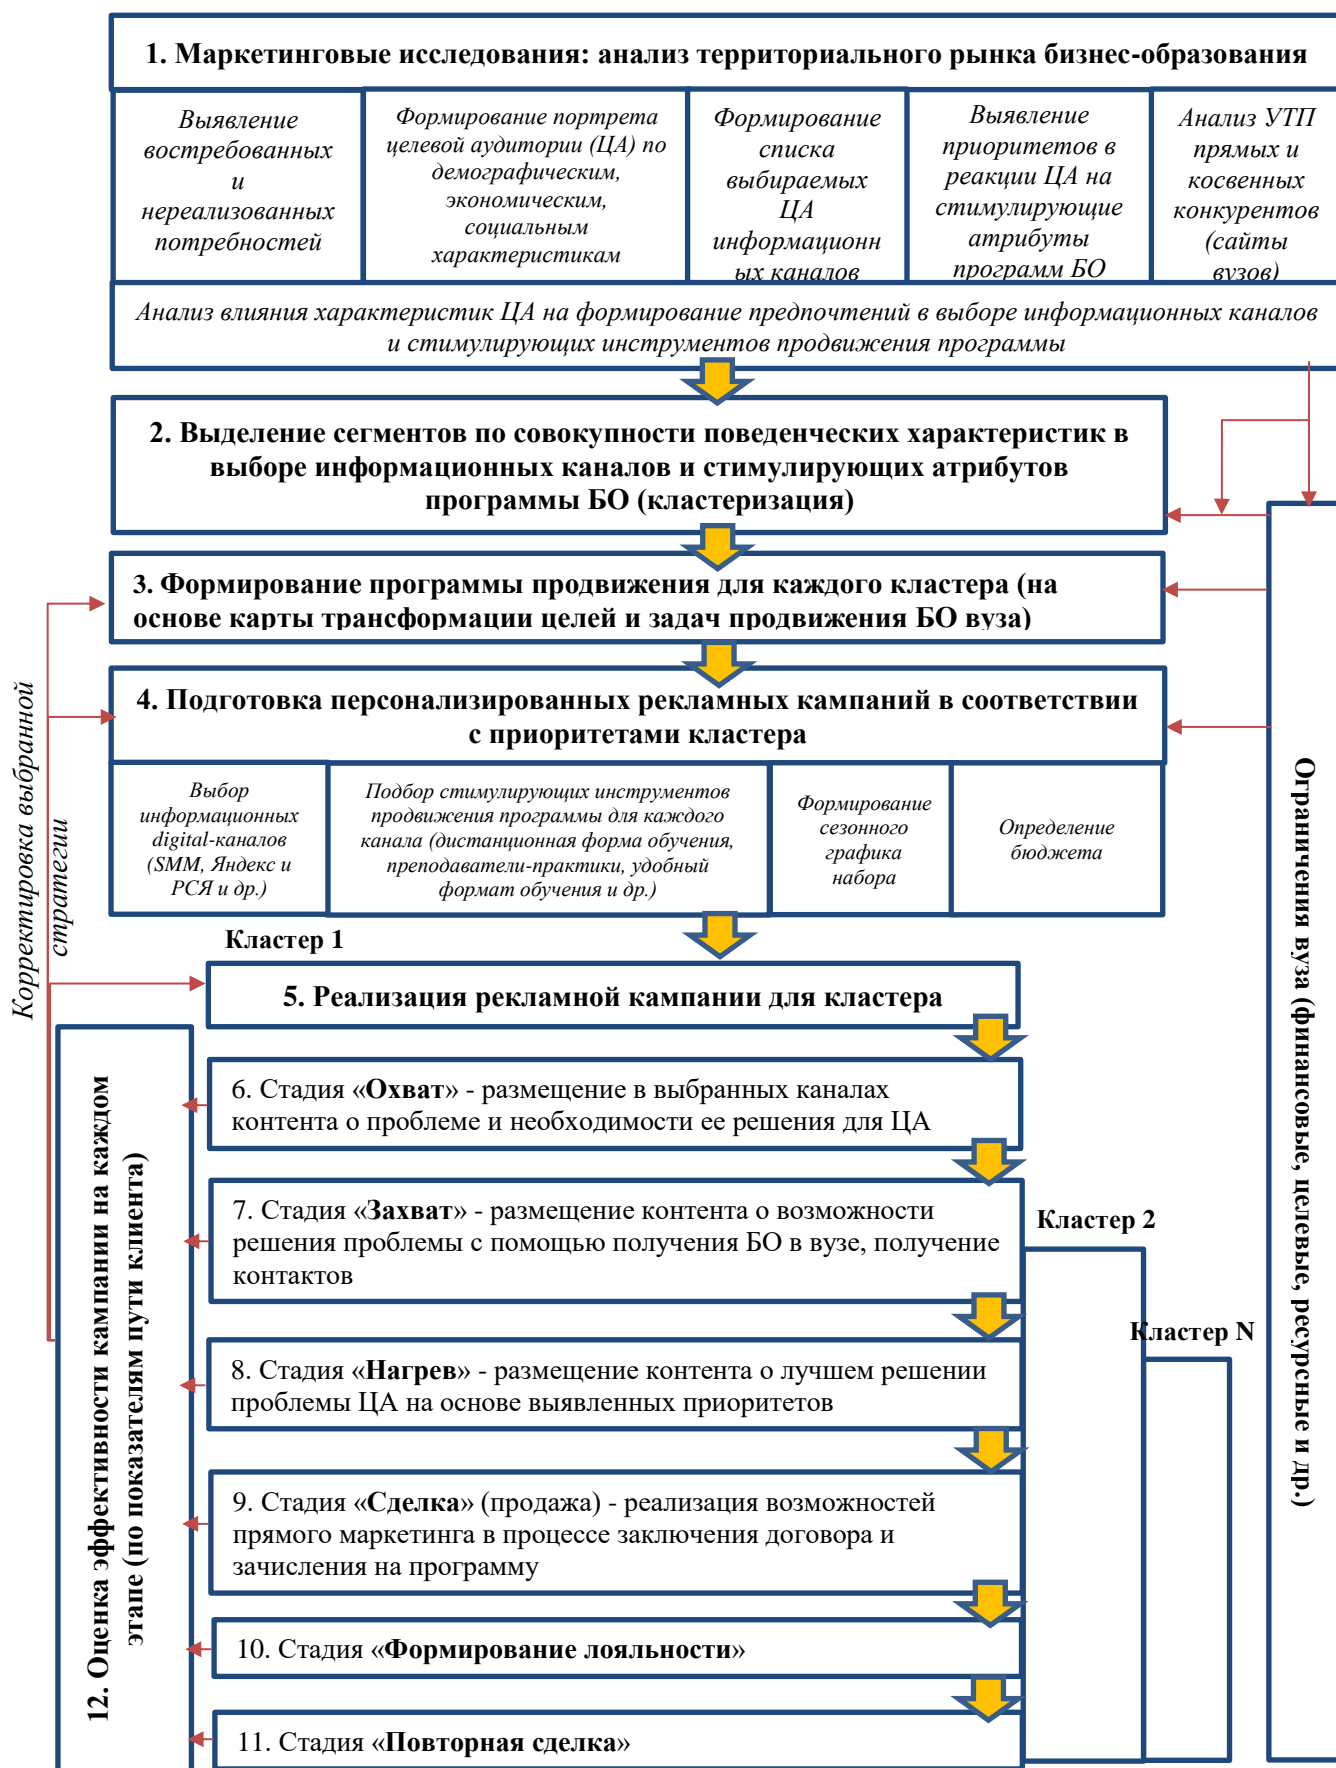 1. Маркетинговые исследования: анализ территориального рынка бизнес-образования
Выявление
востребованных
и
нереализованных
потребностей
Формирование портрета
целевой аудитории (ЦА) по
демографическим,
экономическим,
социальным
характеристикам
Формирование
списка
выбираемых
ЦА
информационн
ых каналов
Выявление
приоритетов в
реакции ЦА на
стимулирующие
атрибуты
программ БО
Анализ УТП
прямых и
косвенных
конкурентов
(сайты
вузов)
Анализ влияния характеристик ЦА на формирование предпочтений в выборе информационных каналов
и стимулирующих инструментов продвижения программы
2. Выделение сегментов по совокупности поведенческих характеристик в
выборе информационных каналов и стимулирующих атрибутов
программы БО (кластеризация)
3. Формирование программы продвижения для каждого кластера (на
основе карты трансформации целей и задач продвижения БО вуза)
4. Подготовка персонализированных рекламных кампаний в соответствии
с приоритетами кластера
Выбор
информационных
digital-каналов
(SMM, Яндекс и
РСЯ и др.)
Подбор стимулирующих инструментов
продвижения программы для каждого
канала (дистанционная форма обучения,
преподаватели-практики, удобный
формат обучения и др.)
Формирование
сезонного
графика
набора
Определение
бюджета
Корректировка выбранной
стратегии
Ограничения вуза (финансовые, целевые, ресурсные и др.)
Кластер 1
5. Реализация рекламной кампании для кластера
6. Стадия «Охват» - размещение в выбранных каналах
контента о проблеме и необходимости ее решения для ЦА
7. Стадия «Захват» - размещение контента о возможности
решения проблемы с помощью получения БО в вузе, получение
контактов
Кластер 2
Кластер N
8. Стадия «Нагрев» - размещение контента о лучшем решении
проблемы ЦА на основе выявленных приоритетов
9. Стадия «Сделка» (продажа) - реализация возможностей
прямого маркетинга в процессе заключения договора и
зачисления на программу
10. Стадия «Формирование лояльности»
11. Стадия «Повторная сделка»
12. Оценка эффективности кампании на каждом
этапе (по показателям пути клиента)